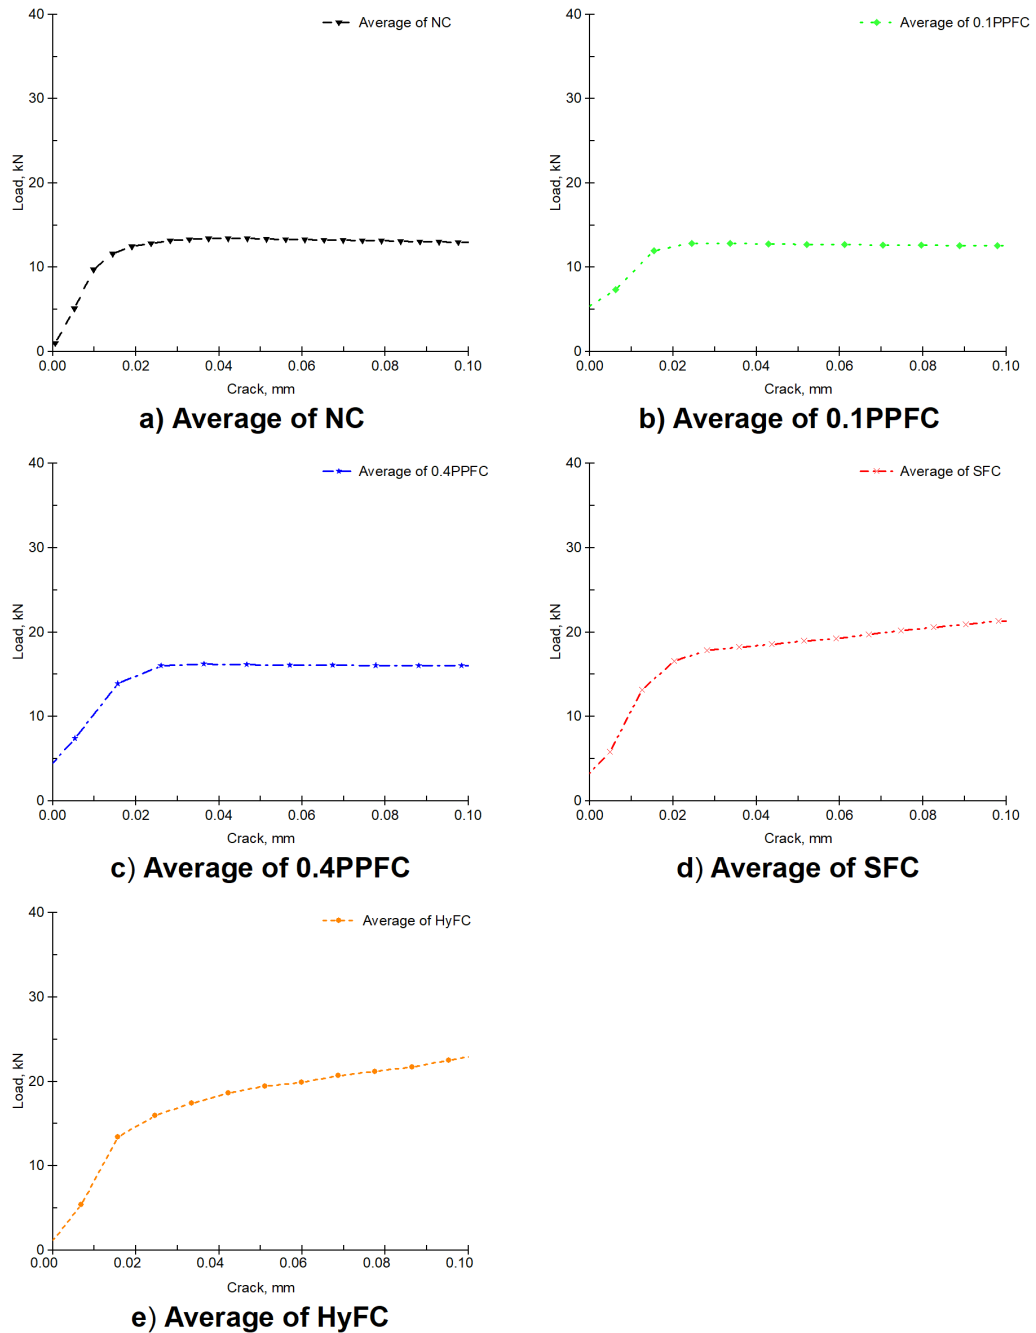 40
30
20
10
0
Load, kN
Average of NC
0.00 0.02 0.04 0.06 0.08 0.10
Crack, mm
a) Average of NC
40
30
20
10
0
Load, kN
Average of 0.1PPFC
0.00 0.02 0.04 0.06 0.08 0.10
Crack, mm
b) Average of 0.1PPFC
40
30
20
10
0
Load, kN
Average of 0.4PPFC
0.00 0.02 0.04 0.06 0.08 0.10
Crack, mm
c) Average of 0.4PPFC
40
30
20
10
0
Load, kN
Average of SFC
0.00 0.02 0.04 0.06 0.08 0.10
Crack, mm
d) Average of SFC
40
30
20
10
0
Load, kN
Average of HyFC
0.00 0.02 0.04 0.06 0.08 0.10
Crack, mm
e) Average of HyFC